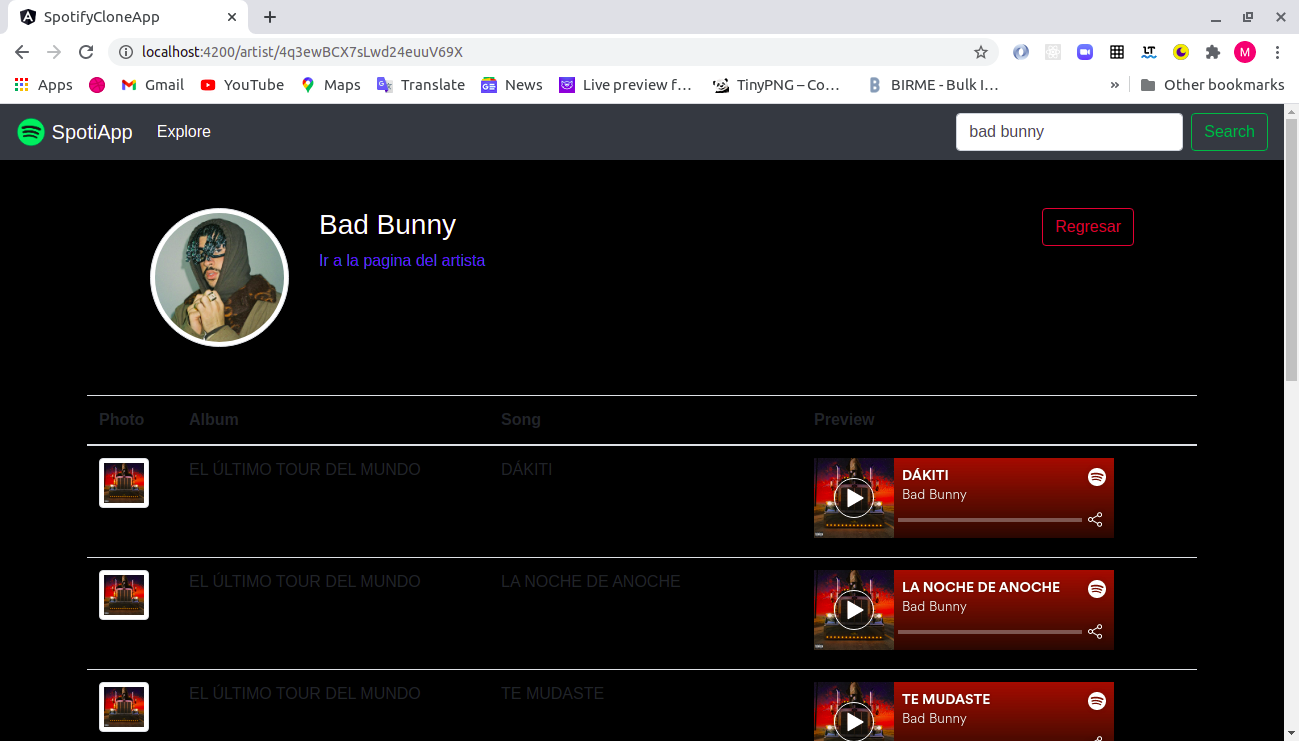 SpotifyCloneApp
localhost:4200/artist/4q3ewBCX7sLwd24euuV69X
M
Apps Gmail YouTube Maps Translate News Live preview f… TinyPNG – Co… BIRME - Bulk I… » Other bookmarks
SpotiApp Explore bad bunny Search
Bad Bunny Regresar
Ir a la pagina del artista
Photo Album Song Preview
EL ÚLTIMO TOUR DEL MUNDO DÁKITI DÁKITI
Bad Bunny
EL ÚLTIMO TOUR DEL MUNDO LA NOCHE DE ANOCHE LA NOCHE DE ANOCHE
Bad Bunny
EL ÚLTIMO TOUR DEL MUNDO TE MUDASTE TE MUDASTE
Bad Bunny